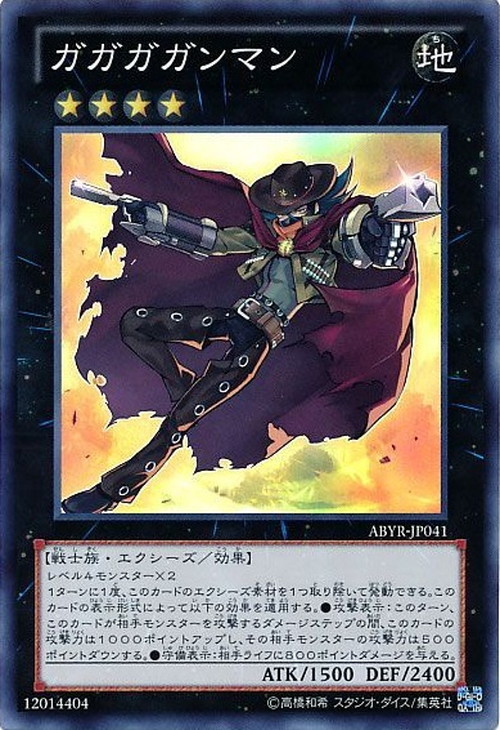 ガガガガンマン
地
ABYR-JP041
【戦士族・エクシーズ/効果】
レベル4モンスター×2
1ターンに1度、このカードのエクシーズ素材を1つ取り除いて発動できる。この
カードの表示形式によって以下の効果を適用する。●攻撃表示:このターン、
このカードが相手モンスターを攻撃するダメージステップの間、このカードの
攻撃力は1000ポイントアップし、その相手モンスターの攻撃力は500
ポイントダウンする。●守備表示:相手ライフに800ポイントダメージを与える。
ATK/1500 DEF/2400
12014404
©高橋和希 スタジオ・ダイス/集英社